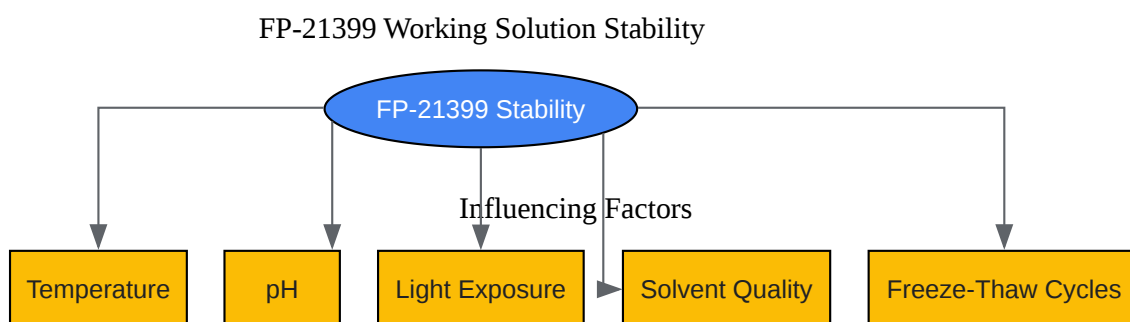 FP-21399 Working Solution Stability
FP-21399 Stability
Influencing Factors
Temperature
pH
Light Exposure
Solvent Quality
Freeze-Thaw Cycles